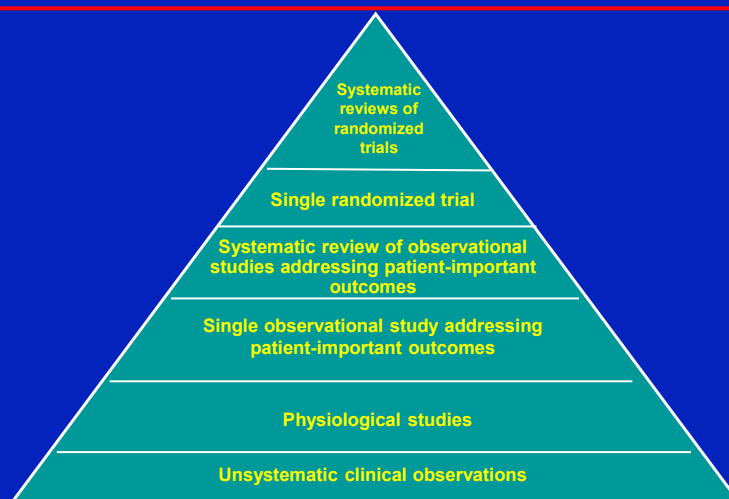 Systematic
reviews of
randomized
trials
Single randomized trial
Systematic review of observational
studies addressing patient-important
outcomes
Single observational study addressing
patient-important outcomes
Physiological studies
Unsystematic clinical observations